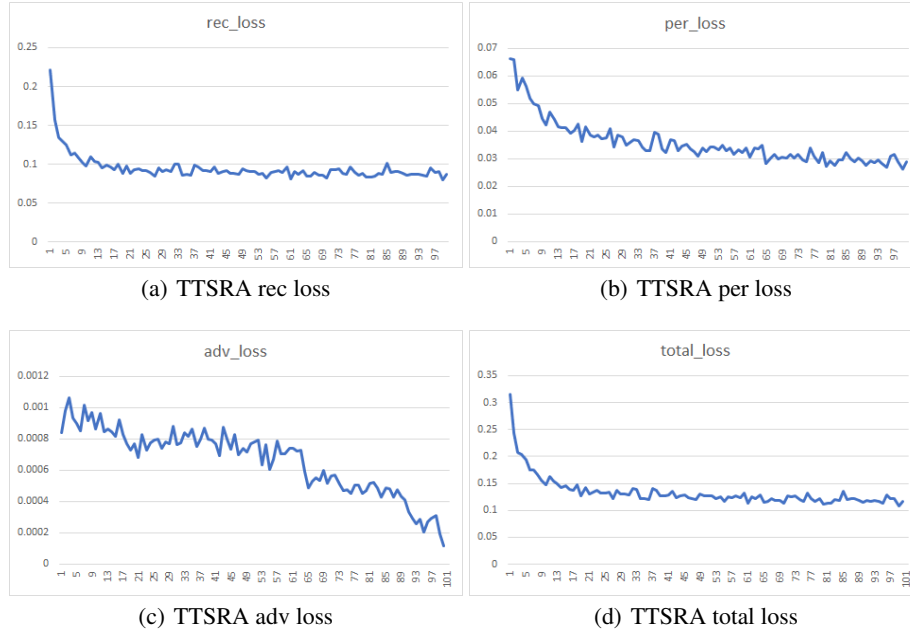 rec_loss
0.25
0.2
0.15
0.1
0.05
0
1 5 9 13 17 21 25 29 33 37 41 45 49 53 57 61 65 69 73 77 81 85 89 93 97
(a) TTSRA rec loss
per_loss
0.07
0.06
0.05
0.04
0.03
0.02
0.01
0
1 5 9 13 17 21 25 29 33 37 41 45 49 53 57 61 65 69 73 77 81 85 89 93 97
(b) TTSRA per loss
adv_loss
0.0012
0.001
0.0008
0.0006
0.0004
0.0002
0
1 5 9 13 17 21 25 29 33 37 41 45 49 53 57 61 65 69 73 77 81 85 89 93 97 101
(c) TTSRA adv loss
total_loss
0.35
0.3
0.25
0.2
0.15
0.1
0.05
0
1 5 9 13 17 21 25 29 33 37 41 45 49 53 57 61 65 69 73 77 81 85 89 93 97 101
(d) TTSRA total loss